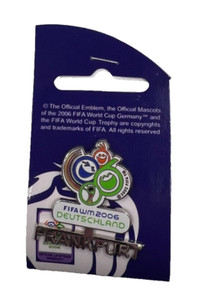 © The Official Emblem, the Official Mascots
of the 2006 FIFA World Cup Germany™ and
the FIFA World Cup Trophy are copyrights
and trademarks of FIFA. All rights reserved
FIFA WM 2006
DEUTSCHLAND
FRANKFURT